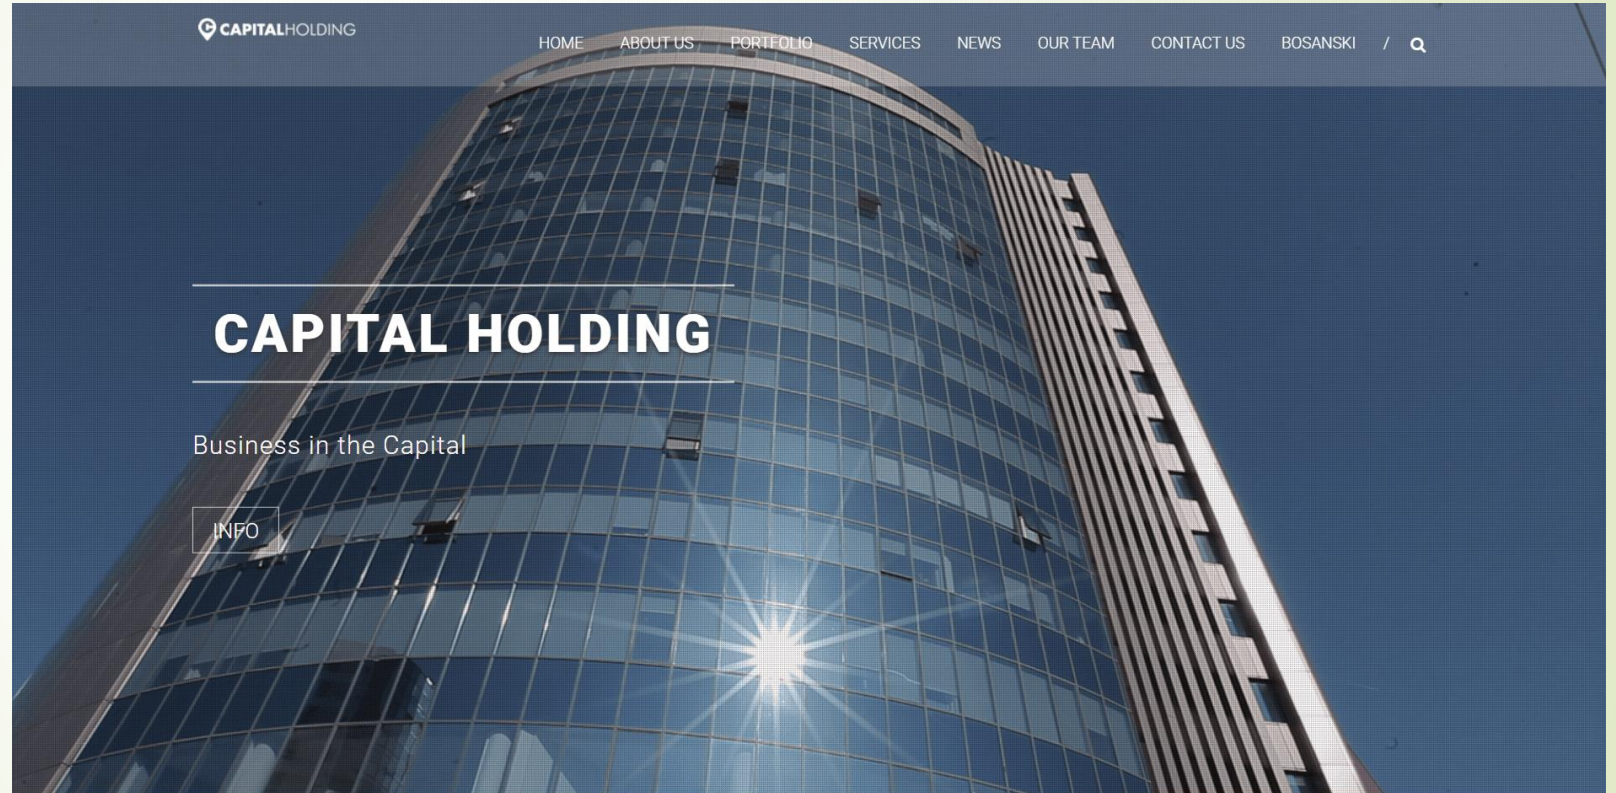 CAPITALHOLDING
HOME ABOUT US PORTFOLIO SERVICES NEWS OUR TEAM CONTACT US BOSANSKI /
CAPITAL HOLDING
Business in the Capital
INFO